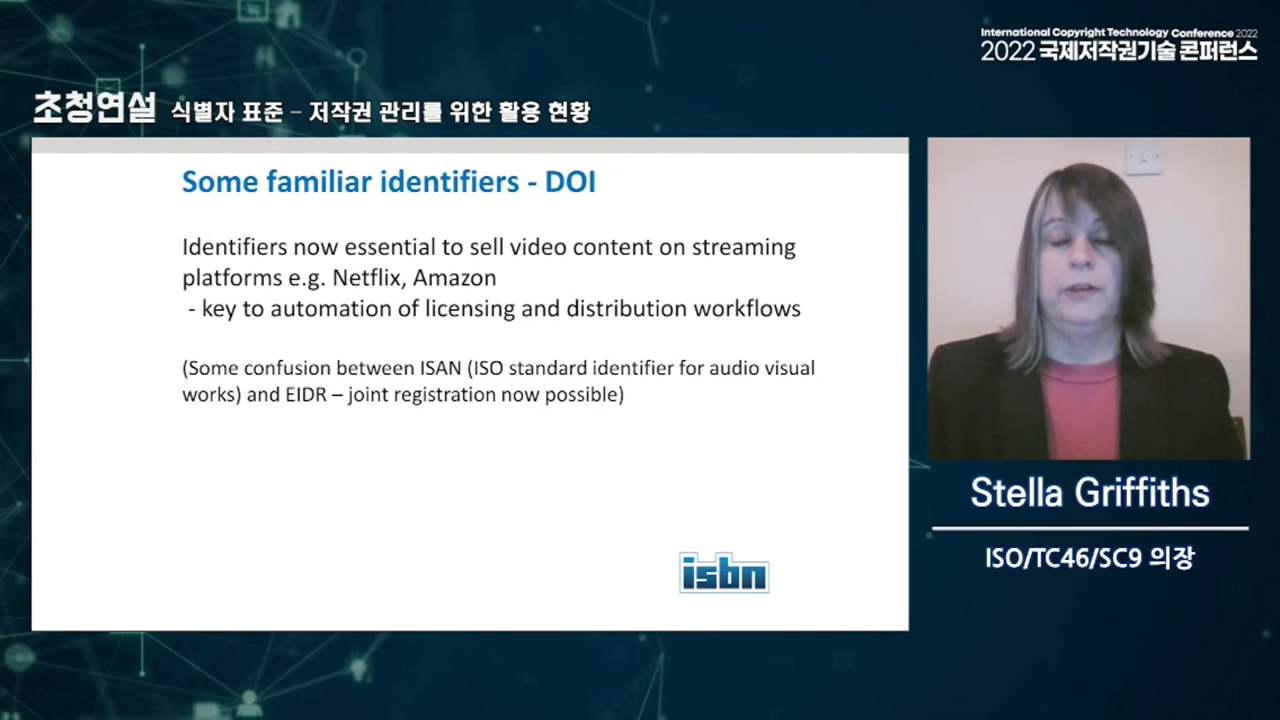 International Copyright Technology Conference 2022
2022 국제저작권기술 콘퍼런스
초청연설 식별자 표준 – 저작권 관리를 위한 활용 현황
Some familiar identifiers - DOI
Identifiers now essential to sell video content on streaming
platforms e.g. Netflix, Amazon
- key to automation of licensing and distribution workflows
(Some confusion between ISAN (ISO standard identifier for audio visual
works) and EIDR – joint registration now possible)
isbn
Stella Griffiths
ISO/TC46/SC9 의장